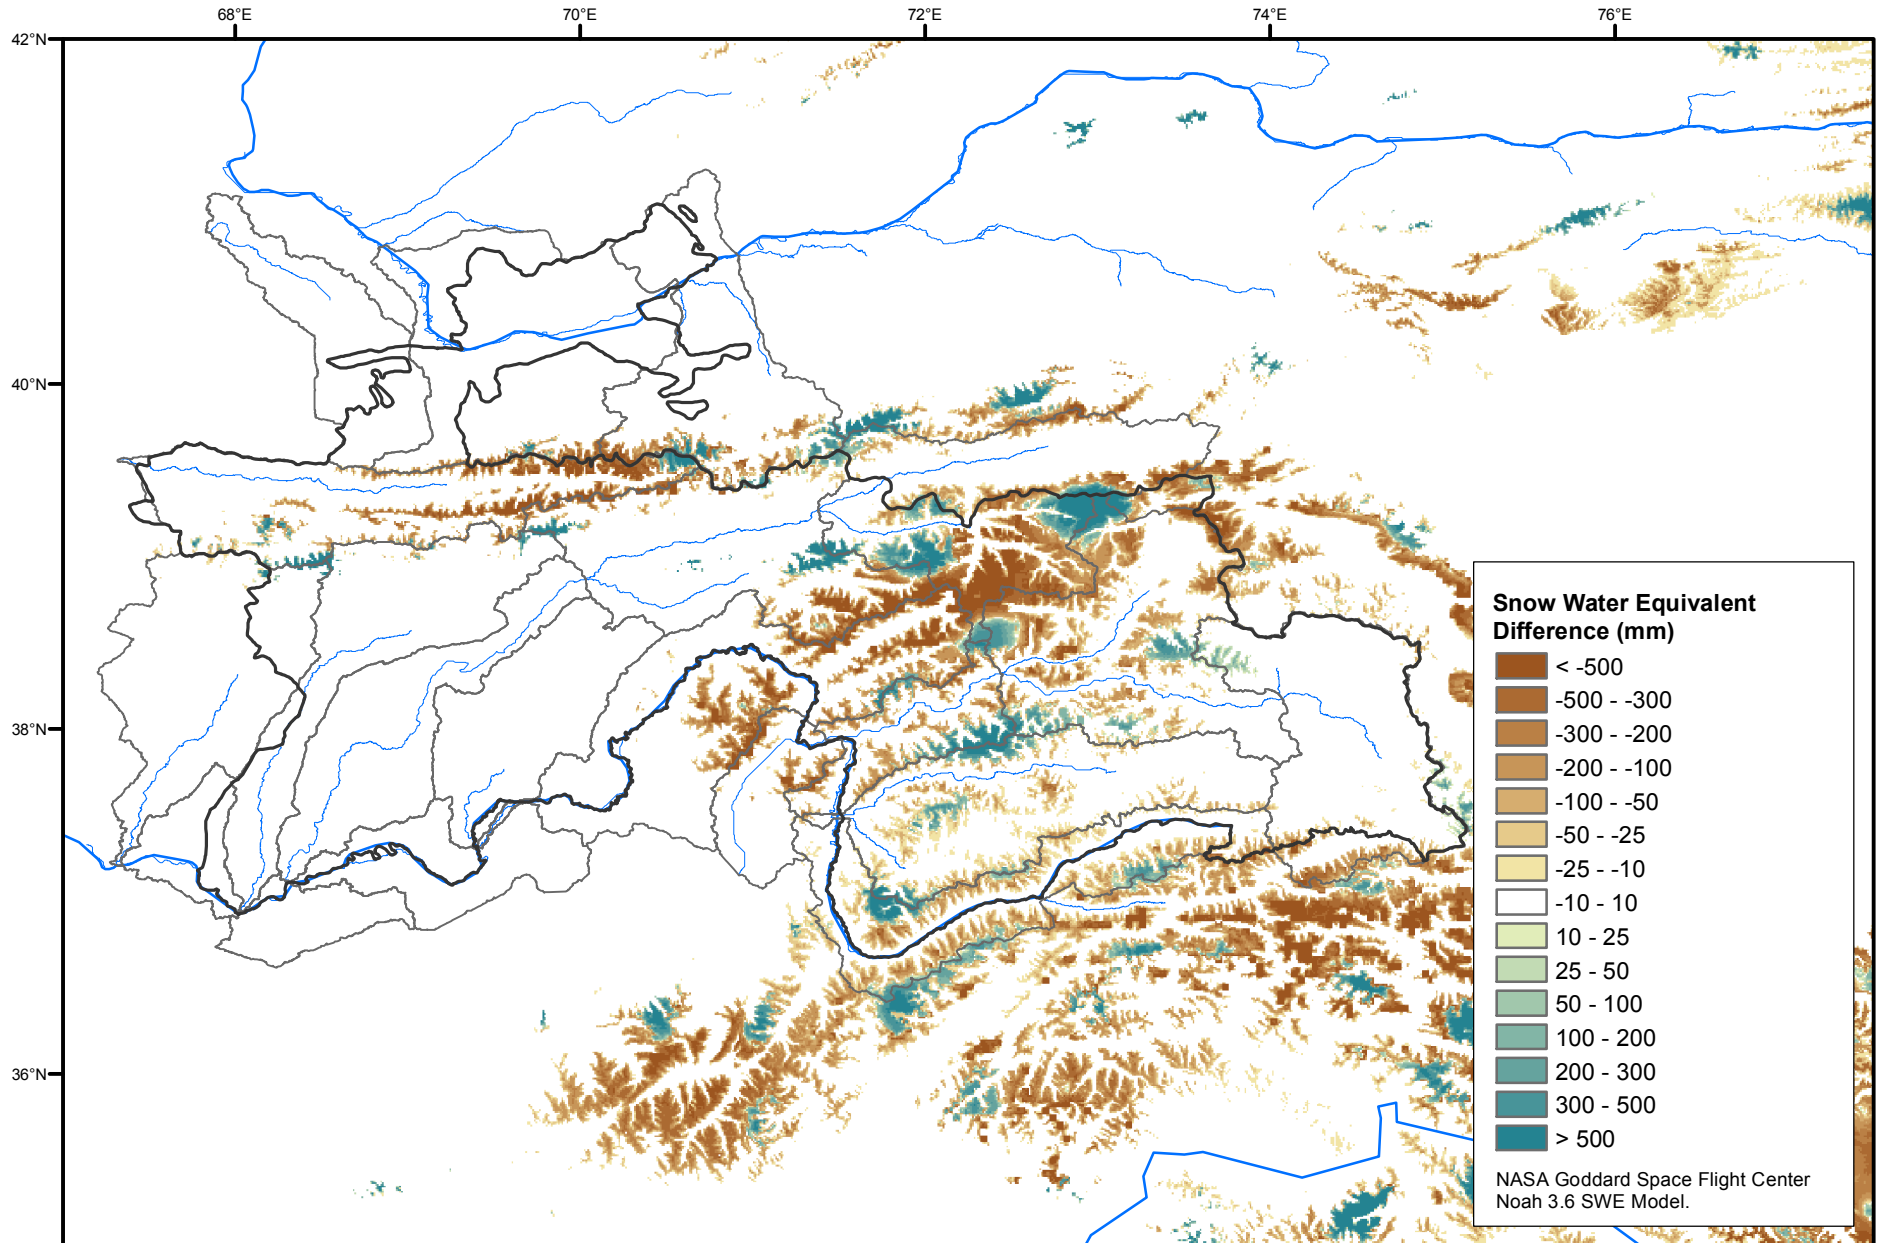 68°E 70°E 72°E 74°E 76°E
42°N
40°N
38°N
36°N
Snow Water Equivalent
Difference (mm)
< -500
-500 - -300
-300 - -200
-200 - -100
-100 - -50
-50 - -25
-25 - -10
-10 - 10
10 - 25
25 - 50
50 - 100
100 - 200
200 - 300
300 - 500
> 500
NASA Goddard Space Flight Center
Noah 3.6 SWE Model.